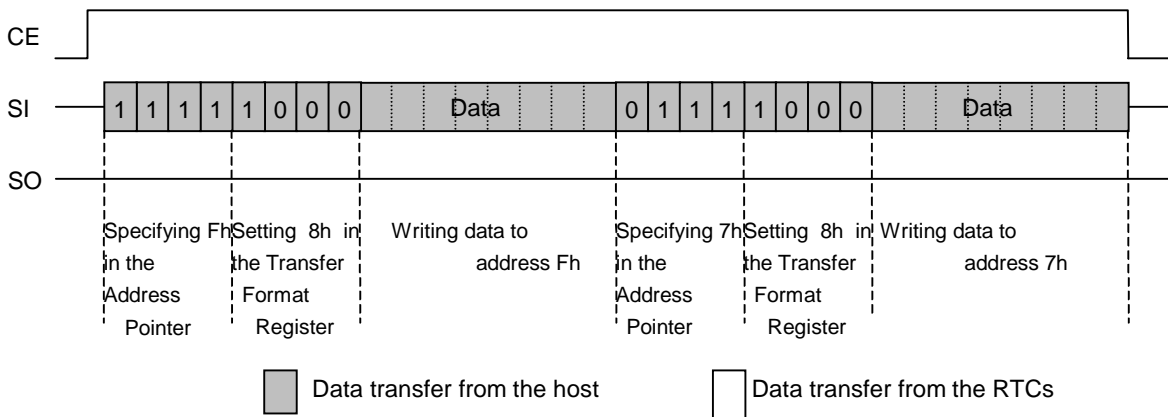 CE
SI 1 1 1 1 1 0 0 0 Data 0 1 1 1 1 0 0 0 Data
SO
Specifying Fh Setting 8h in Writing data to Specifying 7h Setting 8h in Writing data to
in the the Transfer address Fh in the the Transfer address 7h
Address Format Address Format
Pointer Register Pointer Register
Data transfer from the host Data transfer from the RTCs